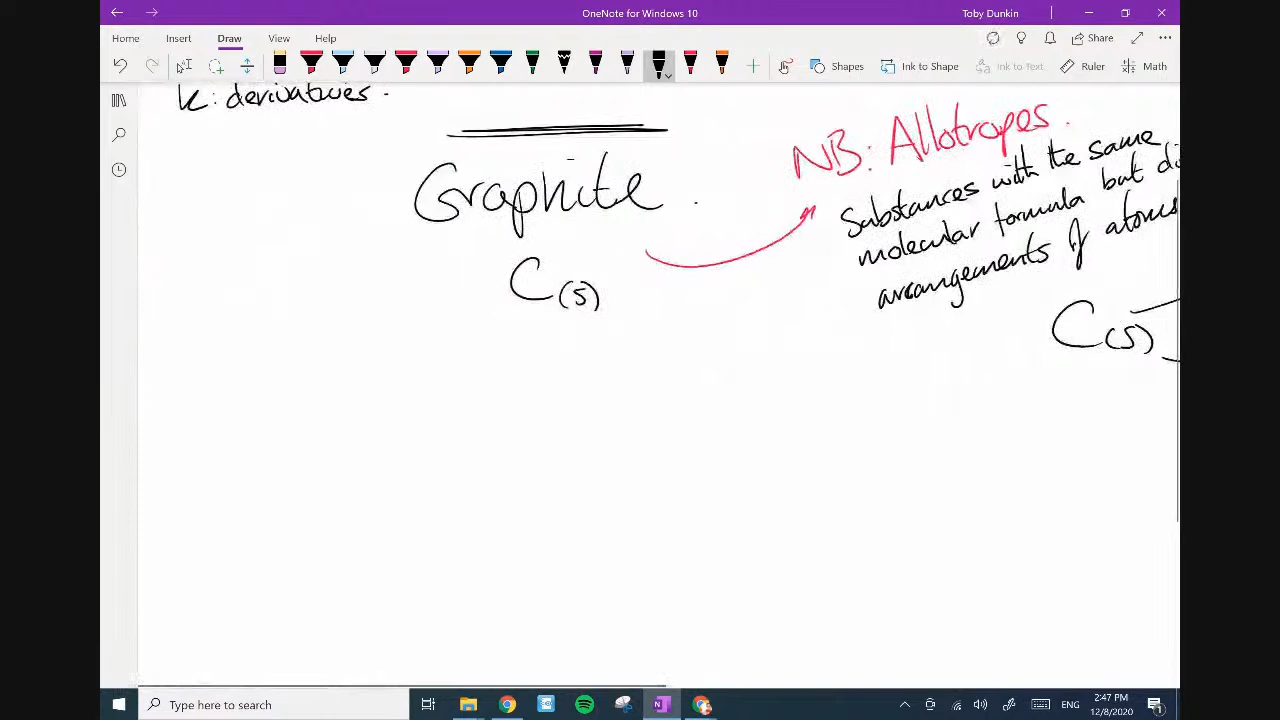 OneNote for Windows 10
Toby Dunkin
Home Insert Draw View Help
Share
Shapes Ink to Shape Ink to Text Ruler Math
k: derivatives.
NB: Allotropes.
Substances with the same
molecular formula but di
arrangements of atoms
Graphite.
C(s)
C(s)
Type here to search
ENG
2:47 PM
12/8/2020